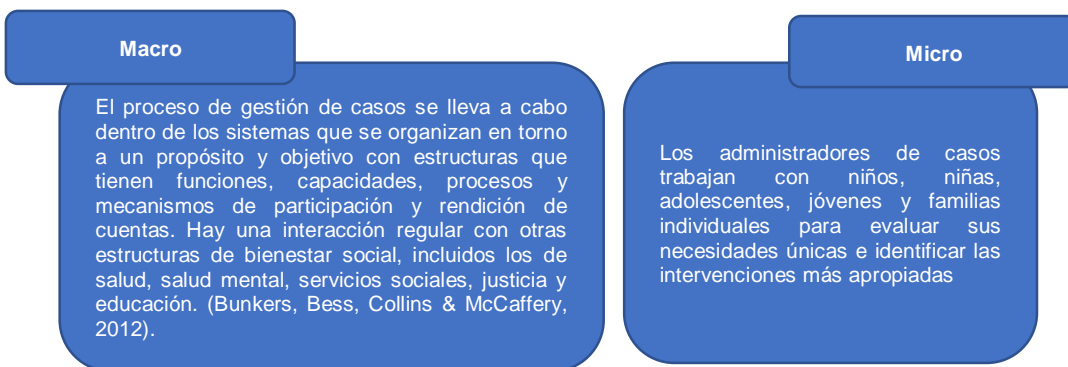 Macro
El proceso de gestión de casos se lleva a cabo
dentro de los sistemas que se organizan en torno
a un propósito y objetivo con estructuras que
tienen funciones, capacidades, procesos y
mecanismos de participación y rendición de
cuentas. Hay una interacción regular con otras
estructuras de bienestar social, incluidos los de
salud, salud mental, servicios sociales, justicia y
educación. (Bunkers, Bess, Collins & McCaffery,
2012).
Micro
Los administradores de casos
trabajan con niños, niñas,
adolescentes, jóvenes y familias
individuales para evaluar sus
necesidades únicas e identificar las
intervenciones más apropiadas